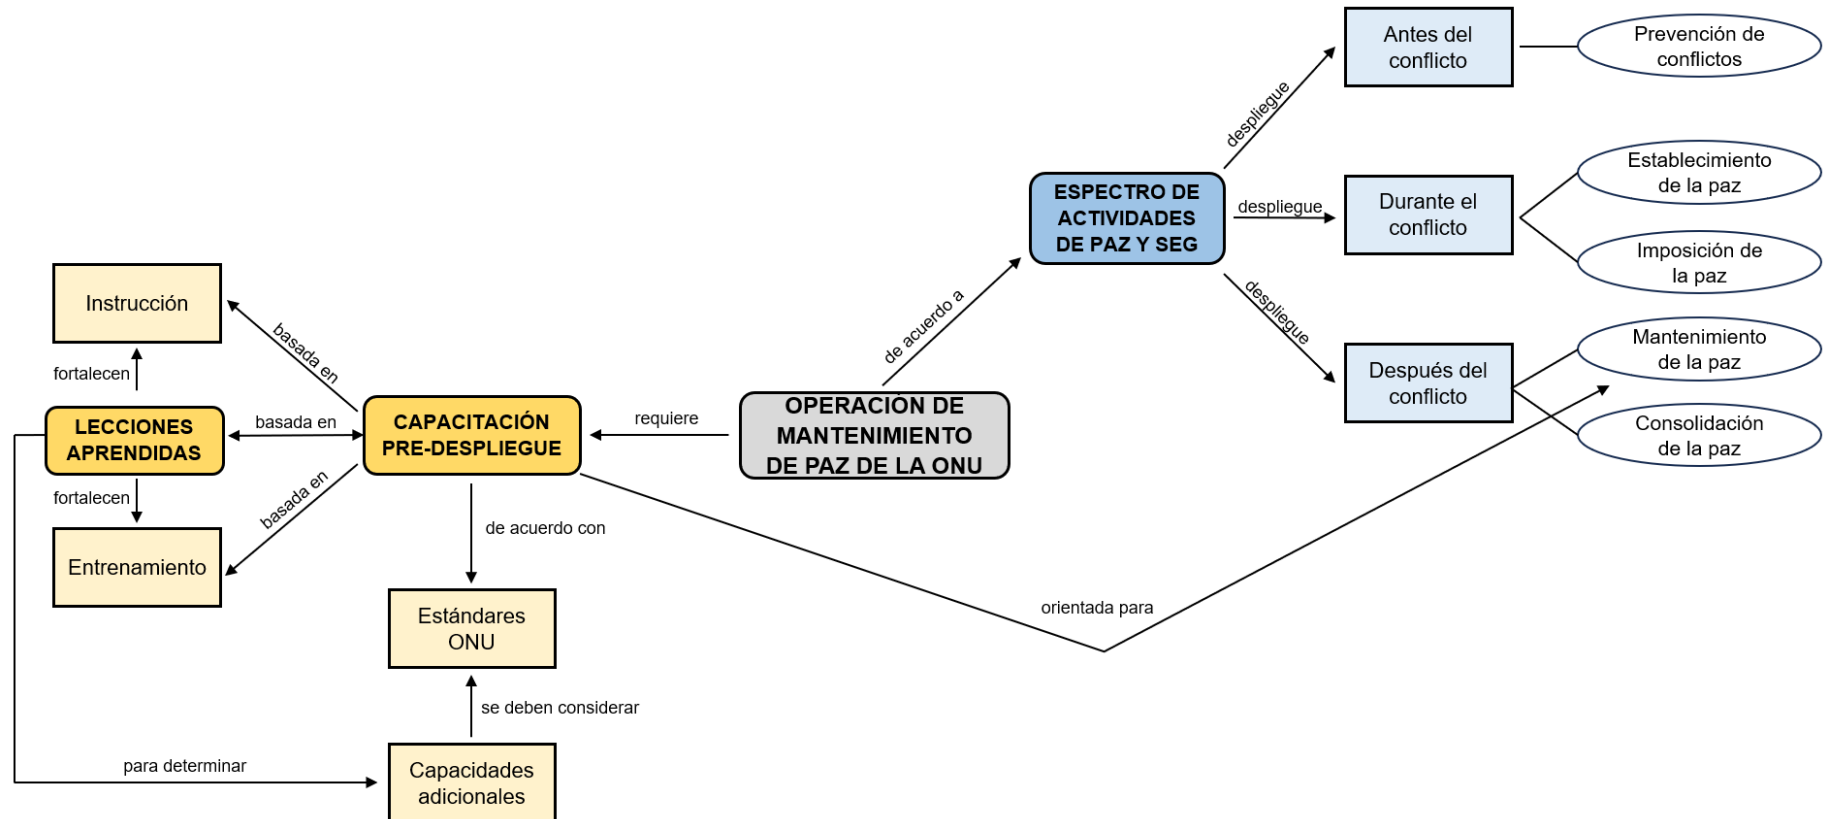 Antes del
conflicto
Prevención de
conflictos
despliegue
ESPECTRO DE
ACTIVIDADES
DE PAZ Y SEG
despliegue
Durante el
conflicto
Establecimiento
de la paz
Imposición de
la paz
despliegue
Después del
conflicto
Mantenimiento
de la paz
Consolidación
de la paz
de acuerdo a
OPERACIÓN DE
MANTENIMIENTO
DE PAZ DE LA ONU
requiere
CAPACITACIÓN
PRE-DESPLIEGUE
basada en
Instrucción
fortalecen
basada en
LECCIONES
APRENDIDAS
fortalecen
basada en
Entrenamiento
de acuerdo con
Estándares
ONU
orientada para
se deben considerar
para determinar
Capacidades
adicionales